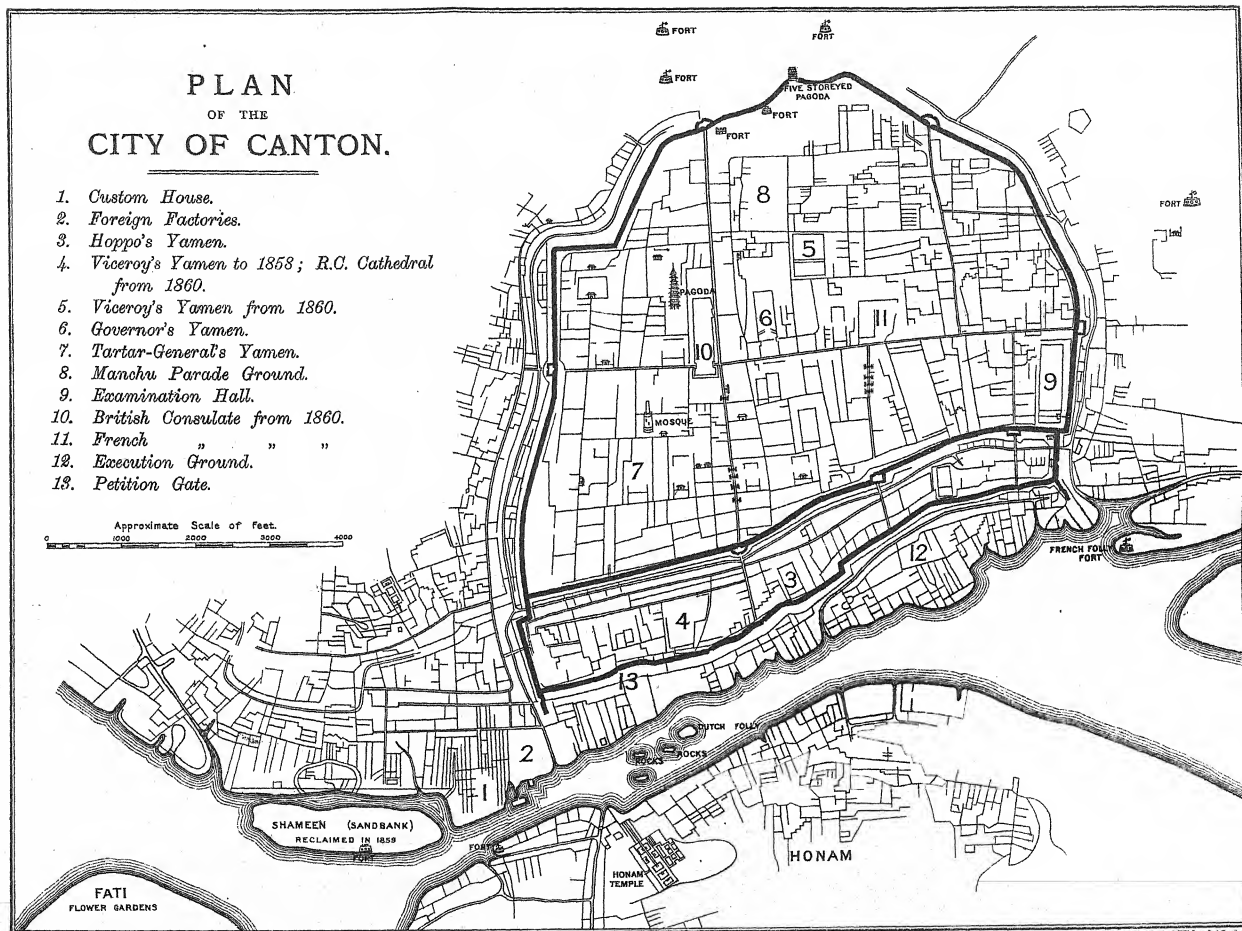 PLAN
OF THE
CITY OF CANTON.
1. Custom House.
2. Foreign Factories.
3. Hoppo's Yamen.
4. Viceroy's Yamen to 1858; R.C. Cathedral
from 1860.
5. Viceroy's Yamen from 1860.
6. Governor's Yamen.
7. Tartar-General's Yamen.
8. Manchu Parade Ground.
9. Examination Hall.
10. British Consulate from 1860.
11. French „ „ „
12. Execution Ground.
13. Petition Gate.
Approximate Scale of Feet.
0 1000 2000 3000 4000
FORT
FORT
FORT
FIVE STOREYED
PAGODA
FORT
FORT
FORT
8
5
PAGODA
6
11
10
9
MOSQUE
7
12
FRENCH FOLLY
FORT
3
4
13
DUTCH FOLLY
ROCKS
ROCKS
2
1
SHAMEEN (SANDBANK)
RECLAIMED IN 1859
FORT
FORT
HONAM
TEMPLE
HONAM
FATI
FLOWER GARDENS